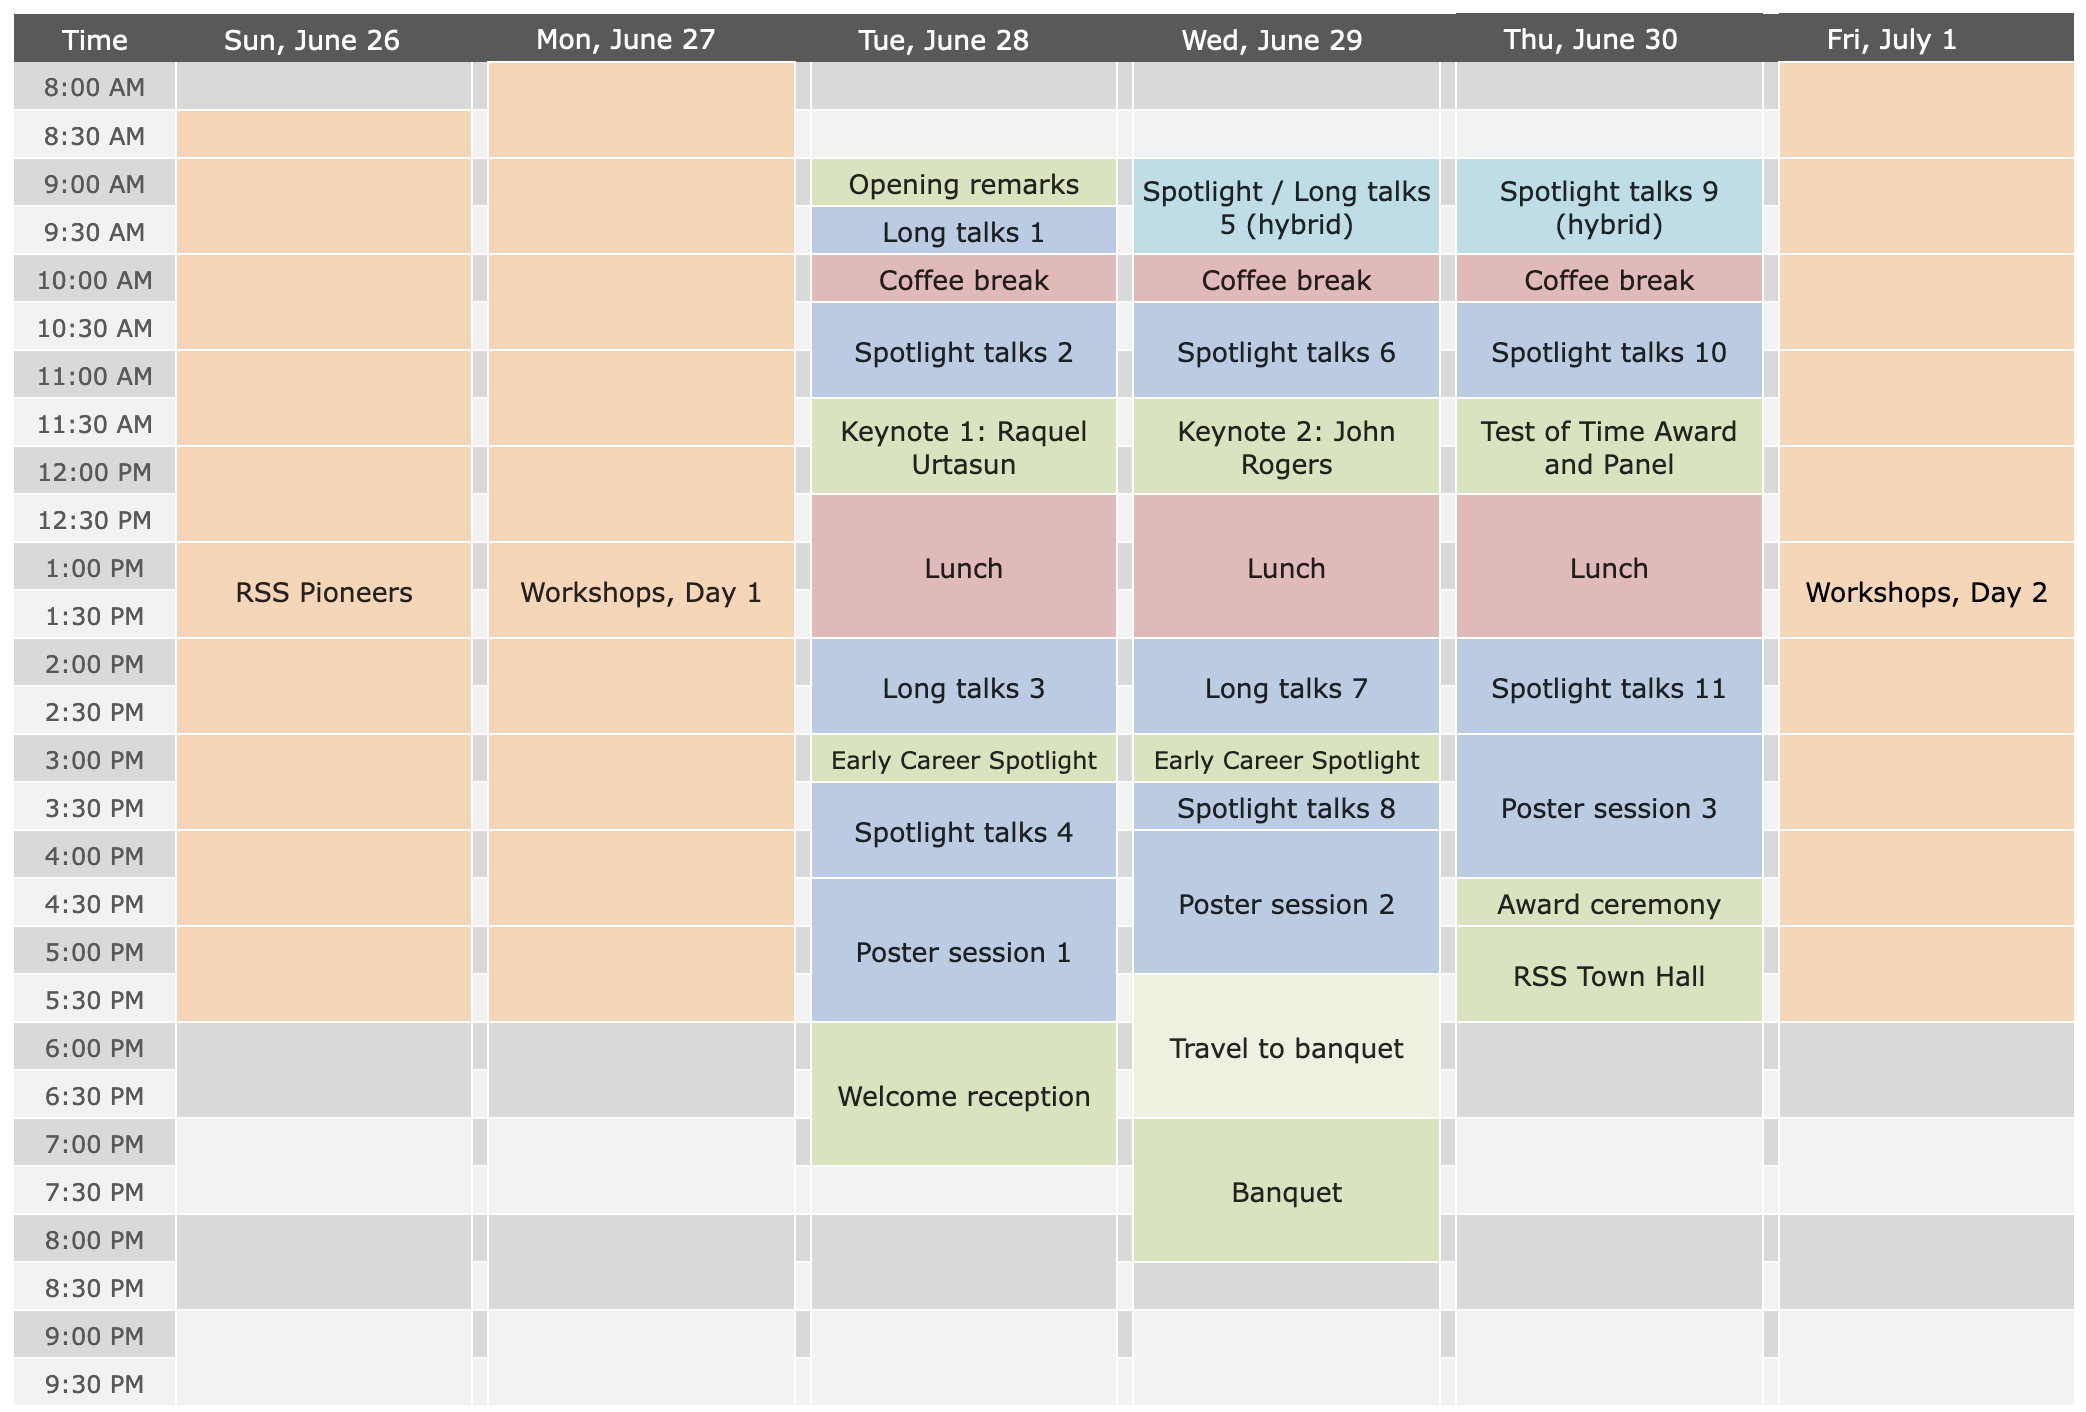 Time Sun, June 26 Mon, June 27 Tue, June 28 Wed, June 29 Thu, June 30 Fri, July 1
8:00 AM
8:30 AM
9:00 AM Opening remarks Spotlight / Long talks 5 (hybrid) Spotlight talks 9 (hybrid)
9:30 AM Long talks 1
10:00 AM Coffee break Coffee break Coffee break
10:30 AM Spotlight talks 2 Spotlight talks 6 Spotlight talks 10
11:00 AM
11:30 AM Keynote 1: Raquel Urtasun Keynote 2: John Rogers Test of Time Award and Panel
12:00 PM
12:30 PM Lunch Lunch Lunch
1:00 PM RSS Pioneers Workshops, Day 1 Workshops, Day 2
1:30 PM
2:00 PM Long talks 3 Long talks 7 Spotlight talks 11
2:30 PM
3:00 PM Early Career Spotlight Early Career Spotlight Poster session 3
3:30 PM Spotlight talks 4 Spotlight talks 8
4:00 PM Poster session 2
4:30 PM Poster session 1 Award ceremony
5:00 PM RSS Town Hall
5:30 PM Travel to banquet
6:00 PM Welcome reception
6:30 PM
7:00 PM Banquet
7:30 PM
8:00 PM
8:30 PM
9:00 PM
9:30 PM